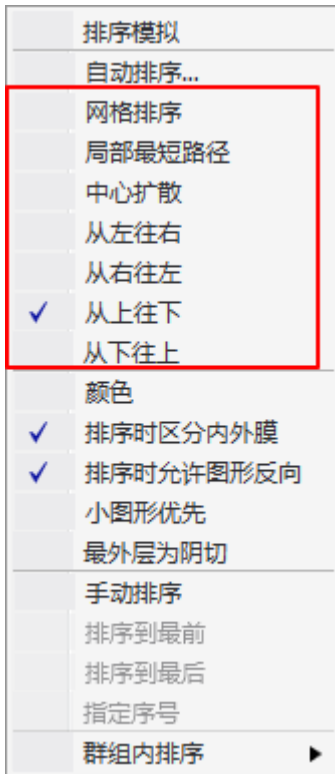 排序模拟
自动排序...
网格排序
局部最短路径
中心扩散
从左往右
从右往左
从上往下
从下往上
颜色
排序时区分内外膜
排序时允许图形反向
小图形优先
最外层为阴切
手动排序
排序到最前
排序到最后
指定序号
群组内排序